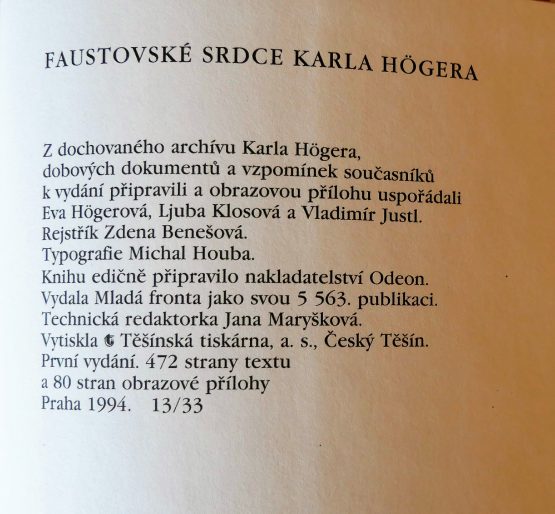 FAUSTOVSKÉ SRDCE KARLA HÖGERA
Z dochovaného archívu Karla Högera,
dobových dokumentů a vzpomínek současníků
k vydání připravili a obrazovou přílohu uspořádali
Eva Högerová, Ljuba Klosová a Vladimír Justl.
Rejstřík Zdena Benešová.
Typografie Michal Houba.
Knihu edičně připravilo nakladatelství Odeon.
Vydala Mladá fronta jako svou 5 563. publikaci.
Technická redaktorka Jana Maryšková.
Vytiskla Těšínská tiskárna, a. s., Český Těšín.
První vydání. 472 strany textu
a 80 stran obrazové přílohy
Praha 1994. 13/33